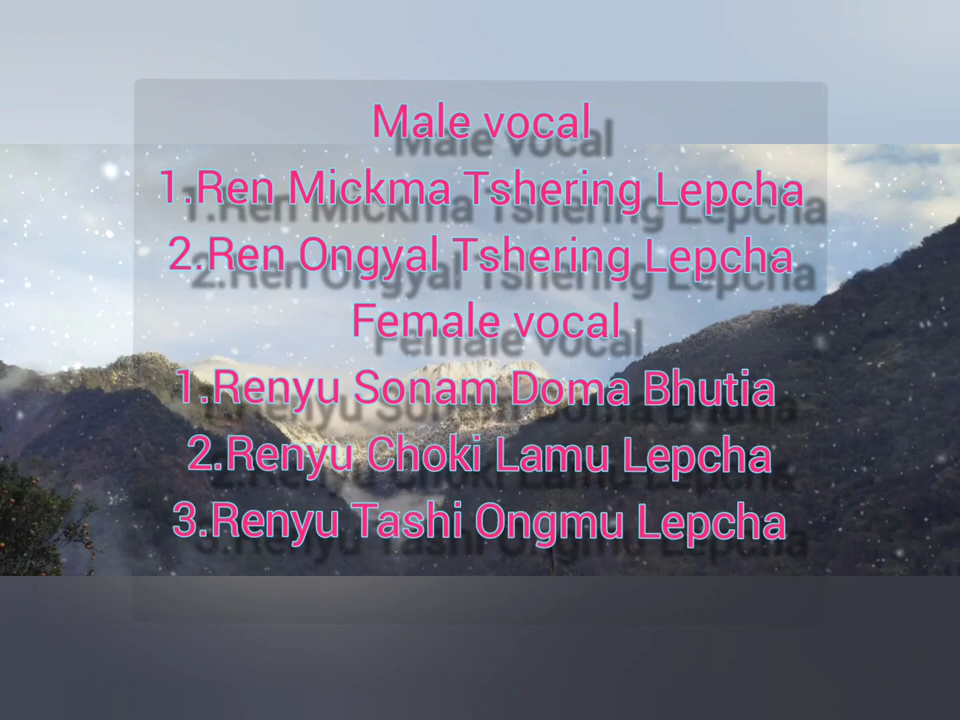 Male vocal
1.Ren Mickma Tshering Lepcha
2.Ren Ongyal Tshering Lepcha
Female vocal
1.Renyu Sonam Doma Bhutia
2.Renyu Choki Lamu Lepcha
3.Renyu Tashi Ongmu Lepcha